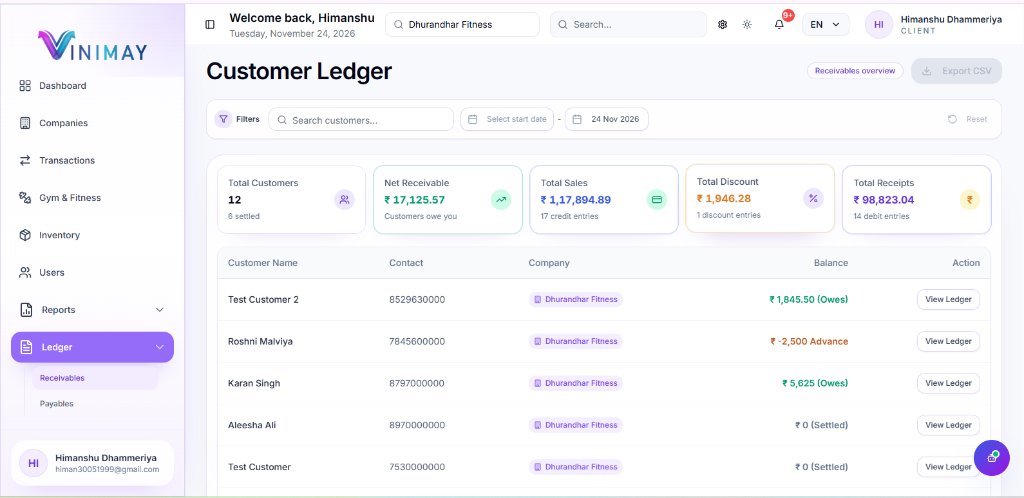 VINIMAY
Dashboard
Companies
Transactions
Gym & Fitness
Inventory
Users
Reports
Ledger
Receivables
Payables
HI
Himanshu Dhammeriya
himan30051999@gmail.com
Welcome back, Himanshu
Tuesday, November 24, 2026
Dhurandhar Fitness
Search...
9+
EN
HI
Himanshu Dhammeriya
CLIENT
Customer Ledger
Receivables overview
Export CSV
Filters
Search customers...
Select start date
-
24 Nov 2026
Reset
Total Customers
12
6 settled
Net Receivable
₹ 17,125.57
Customers owe you
Total Sales
₹ 1,17,894.89
17 credit entries
Total Discount
₹ 1,946.28
1 discount entries
%
Total Receipts
₹ 98,823.04
14 debit entries
₹
Customer Name Contact Company Balance Action
Test Customer 2 8529630000 Dhurandhar Fitness ₹ 1,845.50 (Owes) View Ledger
Roshni Malviya 7845600000 Dhurandhar Fitness ₹ -2,500 Advance View Ledger
Karan Singh 8797000000 Dhurandhar Fitness ₹ 5,625 (Owes) View Ledger
Aleesha Ali 8970000000 Dhurandhar Fitness ₹ 0 (Settled) View Ledger
Test Customer 7530000000 Dhurandhar Fitness ₹ 0 (Settled) View Ledger